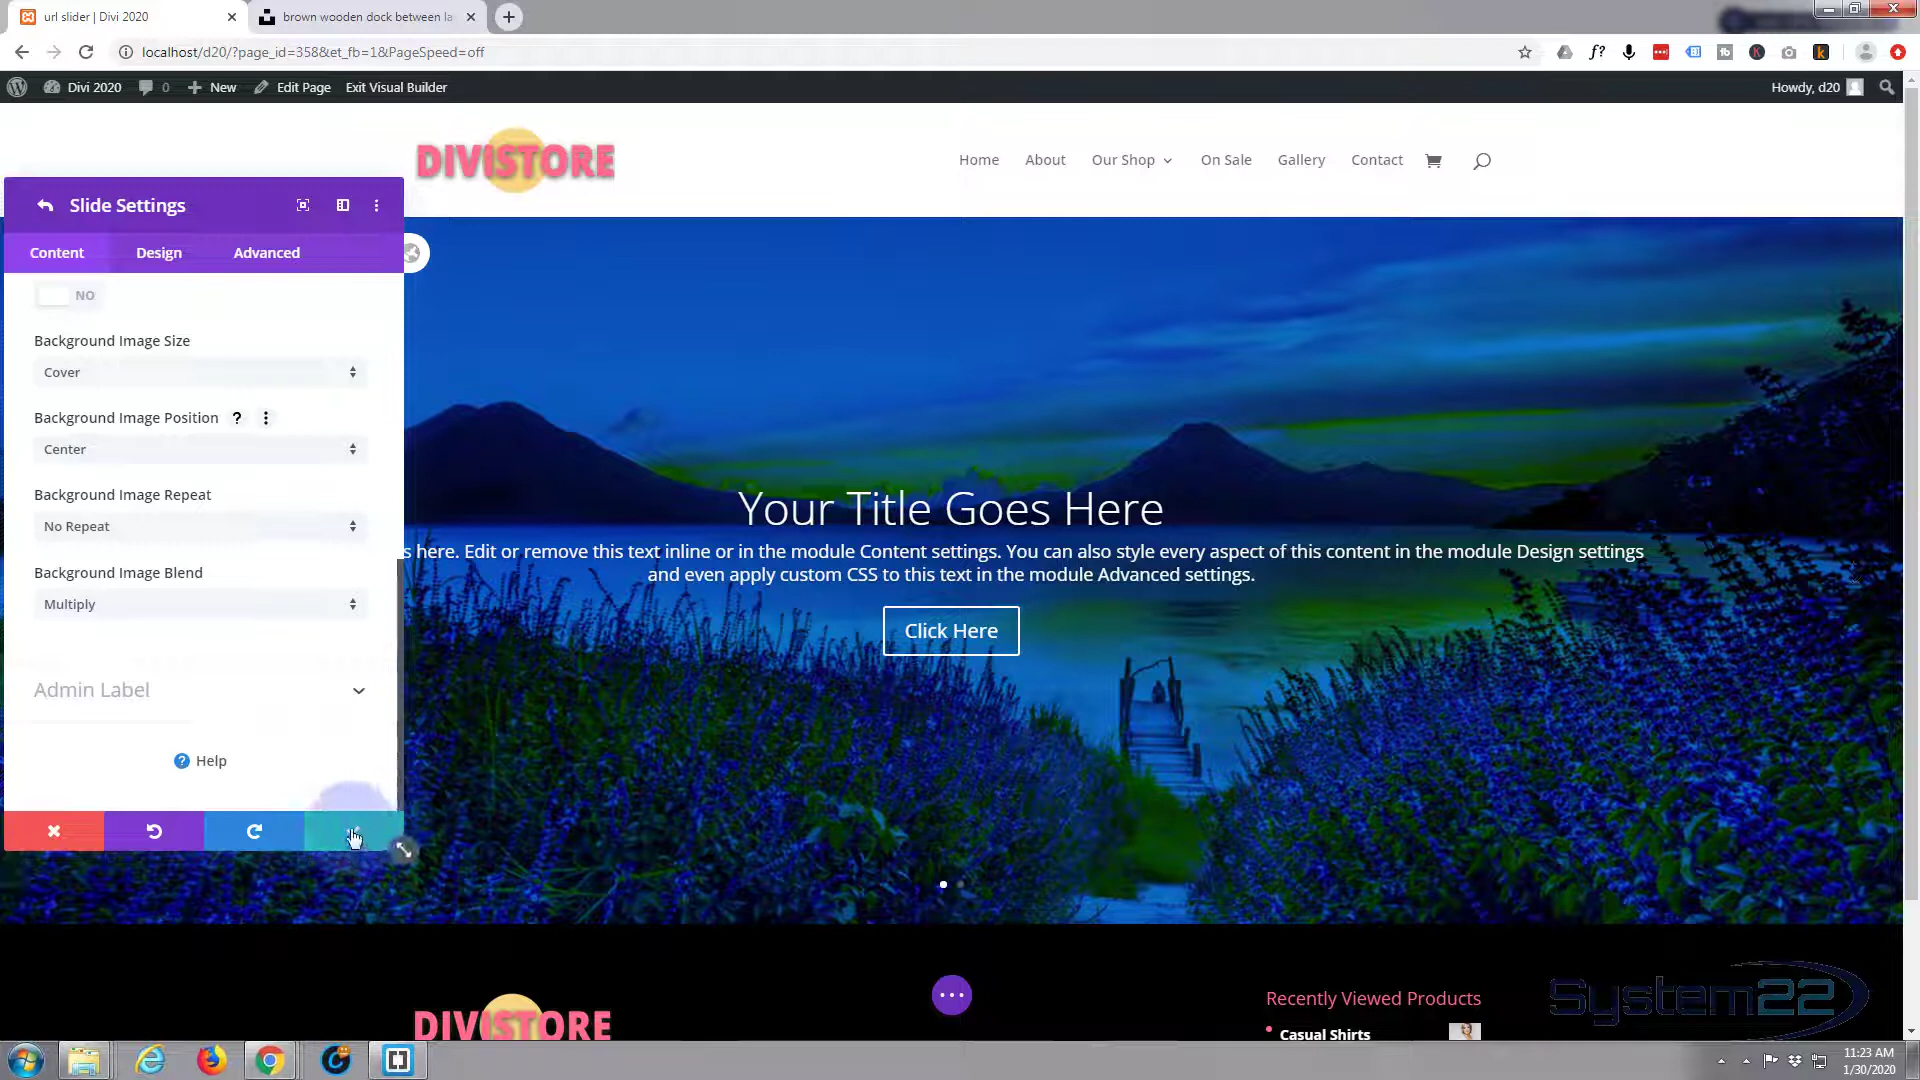 url slider | Divi 2020
brown wooden dock between la
localhost/d20/?page_id=358&et_fb=1&PageSpeed=off
f?
Divi 2020
0
New
Edit Page
Exit Visual Builder
Howdy, d20
DIVISTORE
Home
About
Our Shop
On Sale
Gallery
Contact
Slide Settings
Content
Design
Advanced
NO
Background Image Size
Cover
Background Image Position
Center
Background Image Repeat
No Repeat
Background Image Blend
Multiply
Admin Label
Help
Your Title Goes Here
s here. Edit or remove this text inline or in the module Content settings. You can also style every aspect of this content in the module Design settings
and even apply custom CSS to this text in the module Advanced settings.
Click Here
DIVISTORE
Recently Viewed Products
Casual Shirts
System22
11:23 AM
1/30/2020